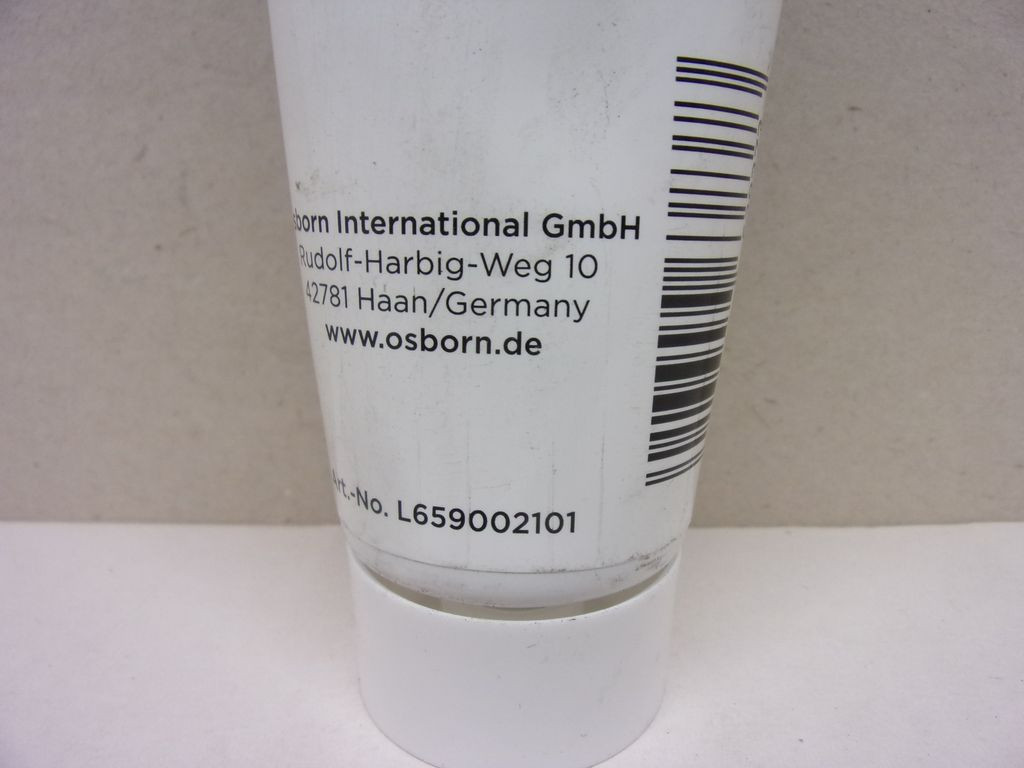 sborn International GmbH
Rudolf-Harbig-Weg 10
42781 Haan/Germany
www.osborn.de
Art.-No. L659002101